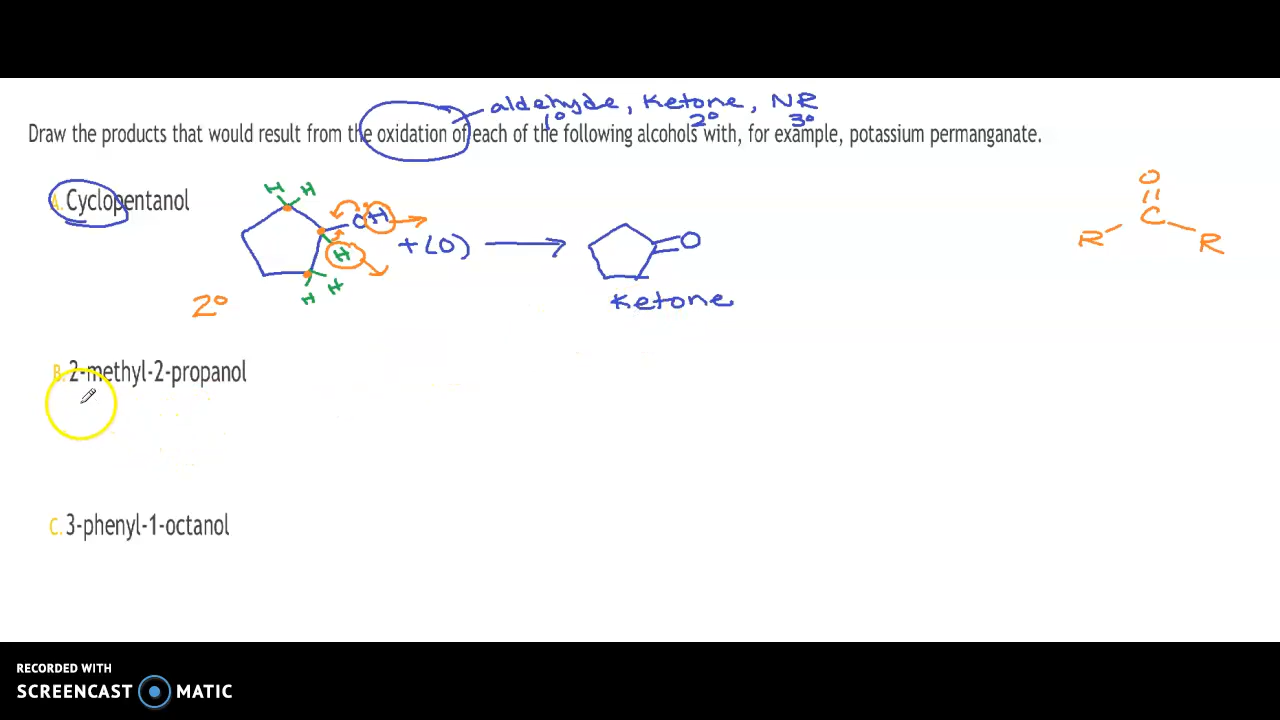 aldehyde, Ketone, NR
1° 2° 3°
Draw the products that would result from the oxidation of each of the following alcohols with, for example, potassium permanganate.
A. Cyclopentanol
H H
OH
H
H H
+ (O)
O
Ketone
2°
O
C
R R
B. 2-methyl-2-propanol
C. 3-phenyl-1-octanol
RECORDED WITH
SCREENCAST MATIC